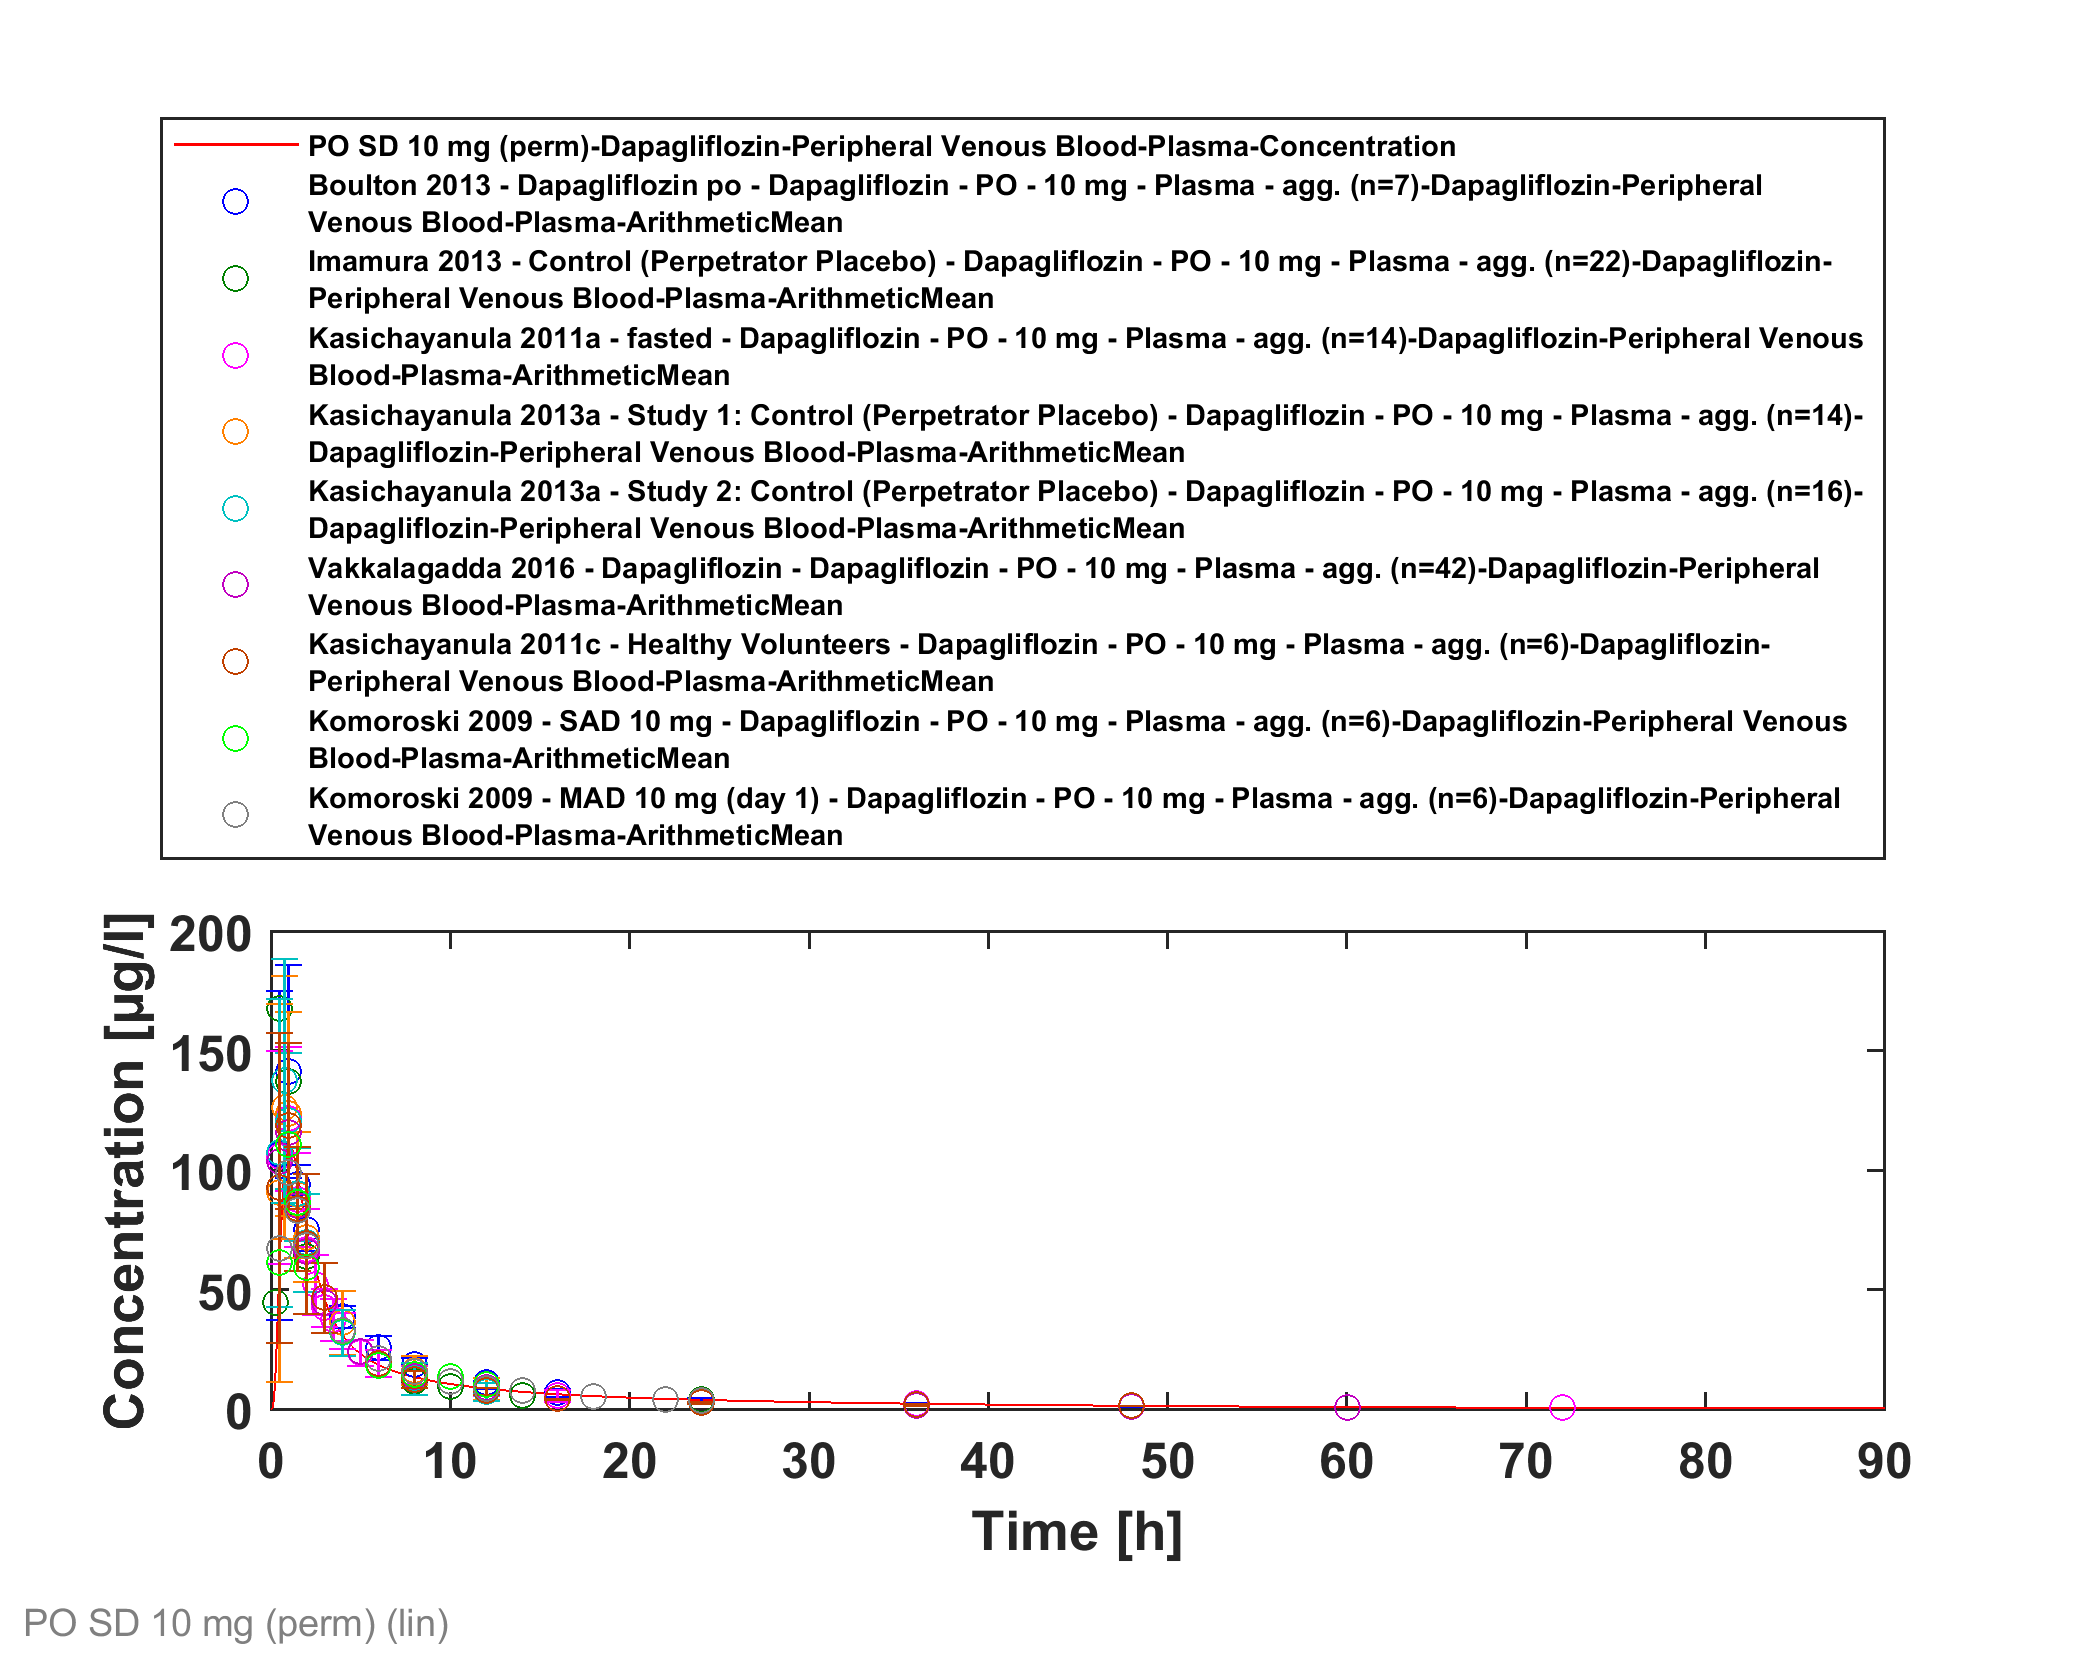 PO SD 10 mg (perm)-Dapagliflozin-Peripheral Venous Blood-Plasma-Concentration
Boulton 2013 - Dapagliflozin po - Dapagliflozin - PO - 10 mg - Plasma - agg. (n=7)-Dapagliflozin-Peripheral
Venous Blood-Plasma-ArithmeticMean
Imamura 2013 - Control (Perpetrator Placebo) - Dapagliflozin - PO - 10 mg - Plasma - agg. (n=22)-Dapagliflozin-
Peripheral Venous Blood-Plasma-ArithmeticMean
Kasichayanula 2011a - fasted - Dapagliflozin - PO - 10 mg - Plasma - agg. (n=14)-Dapagliflozin-Peripheral Venous
Blood-Plasma-ArithmeticMean
Kasichayanula 2013a - Study 1: Control (Perpetrator Placebo) - Dapagliflozin - PO - 10 mg - Plasma - agg. (n=14)-
Dapagliflozin-Peripheral Venous Blood-Plasma-ArithmeticMean
Kasichayanula 2013a - Study 2: Control (Perpetrator Placebo) - Dapagliflozin - PO - 10 mg - Plasma - agg. (n=16)-
Dapagliflozin-Peripheral Venous Blood-Plasma-ArithmeticMean
Vakkalagadda 2016 - Dapagliflozin - Dapagliflozin - PO - 10 mg - Plasma - agg. (n=42)-Dapagliflozin-Peripheral
Venous Blood-Plasma-ArithmeticMean
Kasichayanula 2011c - Healthy Volunteers - Dapagliflozin - PO - 10 mg - Plasma - agg. (n=6)-Dapagliflozin-
Peripheral Venous Blood-Plasma-ArithmeticMean
Komoroski 2009 - SAD 10 mg - Dapagliflozin - PO - 10 mg - Plasma - agg. (n=6)-Dapagliflozin-Peripheral Venous
Blood-Plasma-ArithmeticMean
Komoroski 2009 - MAD 10 mg (day 1) - Dapagliflozin - PO - 10 mg - Plasma - agg. (n=6)-Dapagliflozin-Peripheral
Venous Blood-Plasma-ArithmeticMean
Concentration [µg/l]
200
150
100
50
0
0 10 20 30 40 50 60 70 80 90
Time [h]
PO SD 10 mg (perm) (lin)